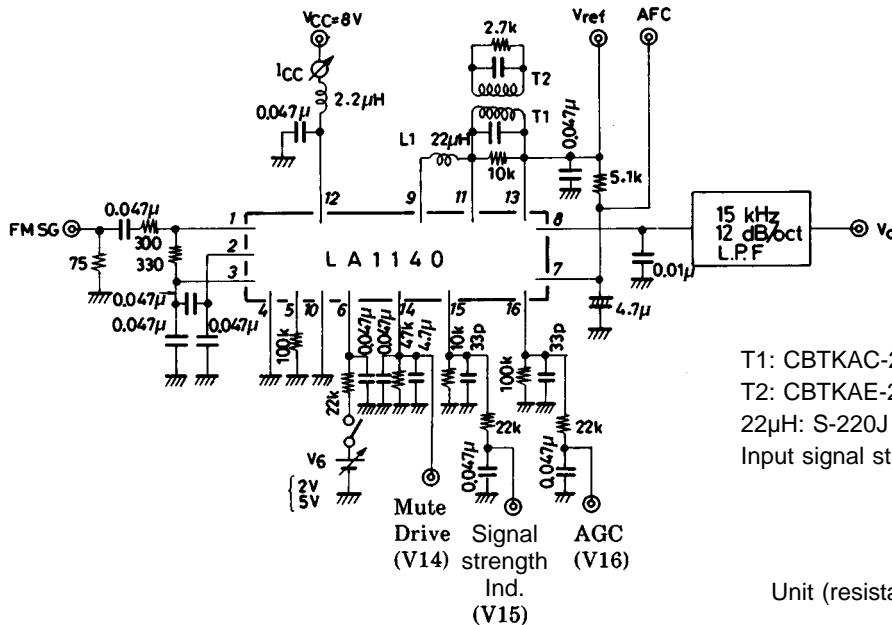 VCC=8V
Vref
AFC
2.7k
ICC
T2
2.2μH
0.047μ
T1
L1
22μH
0.047μ
10k
5.1k
12
9
11
13
FM SG
0.047μ
1
8
15 kHz
12 dB/oct
L.P.F
300
2
75
330
LA1140
3
7
0.01μ
0.047μ
4.7μ
0.047μ
0.047μ
4
5
10
6
14
15
16
100k
0.047μ
0.047μ
47k
4.7μ
10k
33p
100k
33p
22k
22k
22k
T1: CBTKAC-
T2: CBTKAE-
22μH: S-220J
Input signal st
V6
2V
5V
0.047μ
0.047μ
Mute
Drive
(V14)
Signal
strength
Ind.
(V15)
AGC
(V16)
Unit (resista